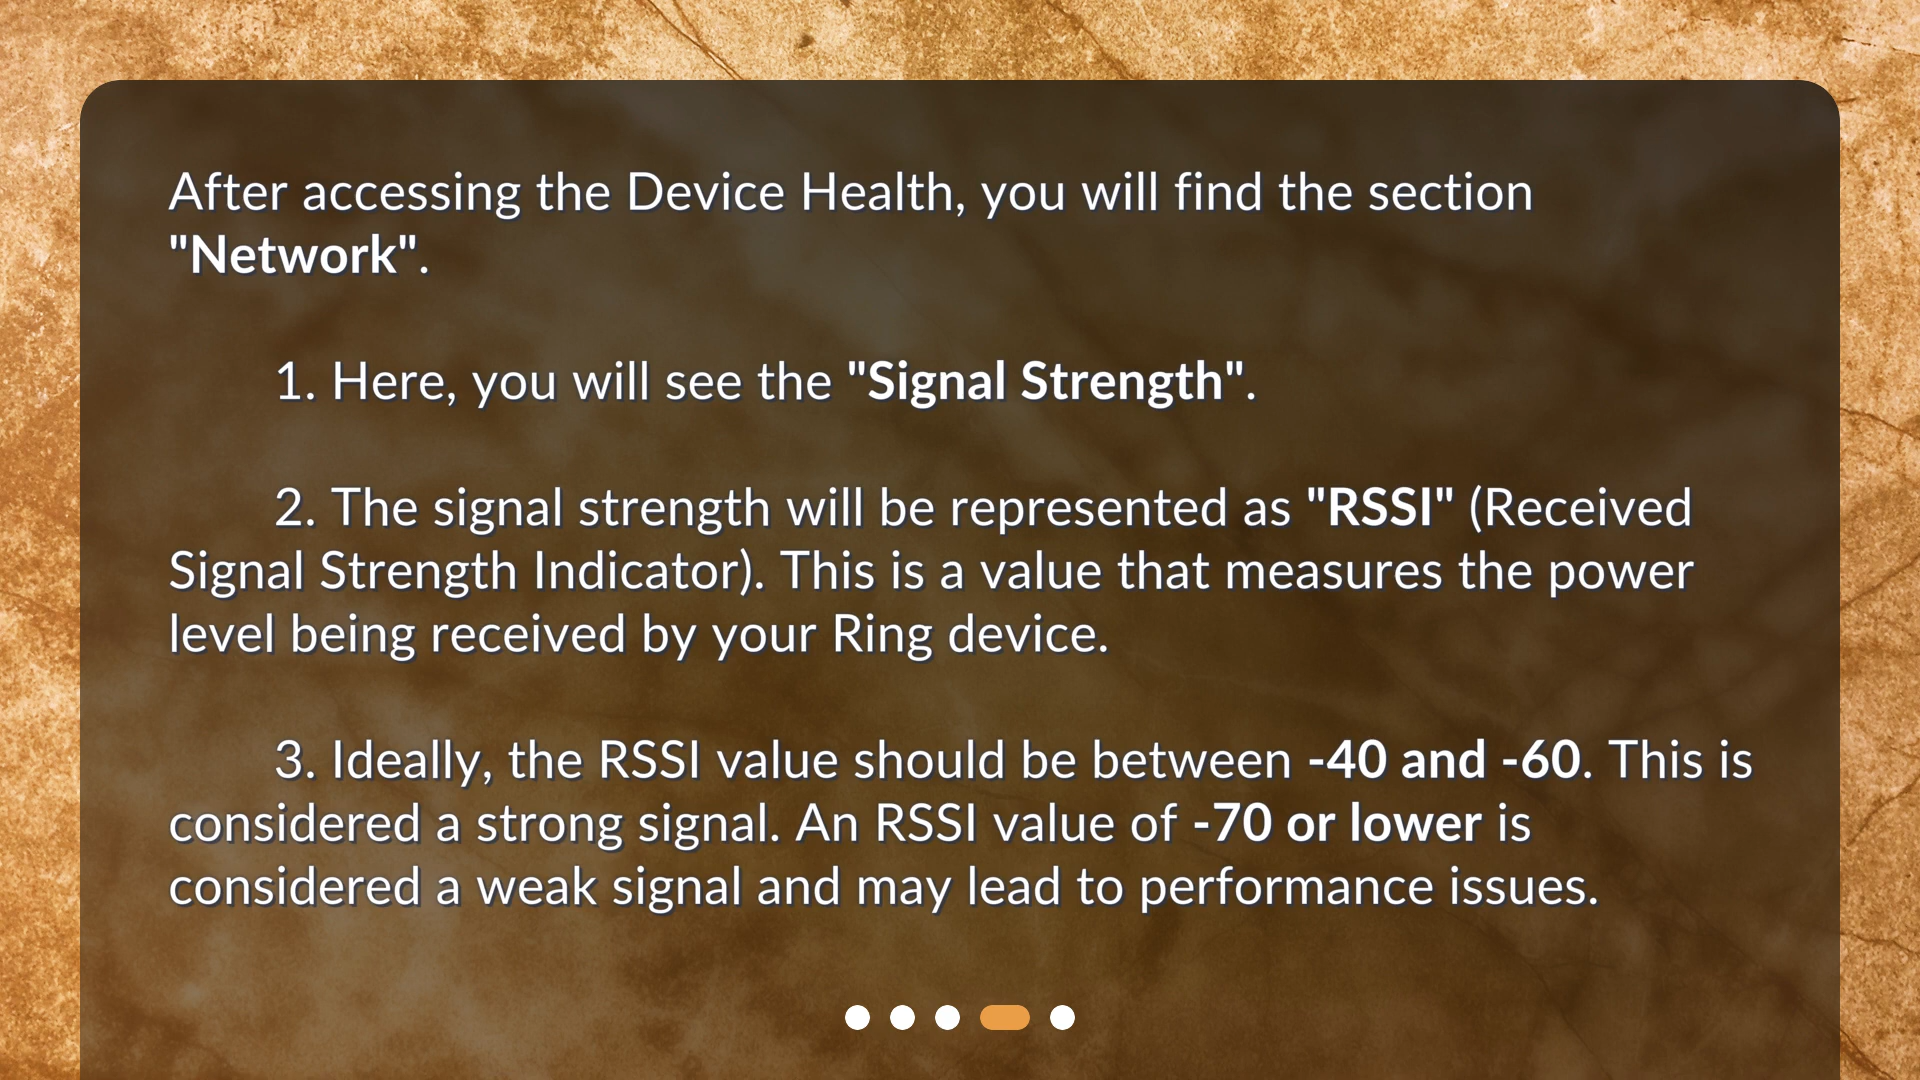 After accessing the Device Health, you will find the section
"Network".
1. Here, you will see the "Signal Strength".
2. The signal strength will be represented as "RSSI" (Received
Signal Strength Indicator). This is a value that measures the power
level being received by your Ring device.
3. Ideally, the RSSI value should be between -40 and -60. This is
considered a strong signal. An RSSI value of -70 or lower is
considered a weak signal and may lead to performance issues.